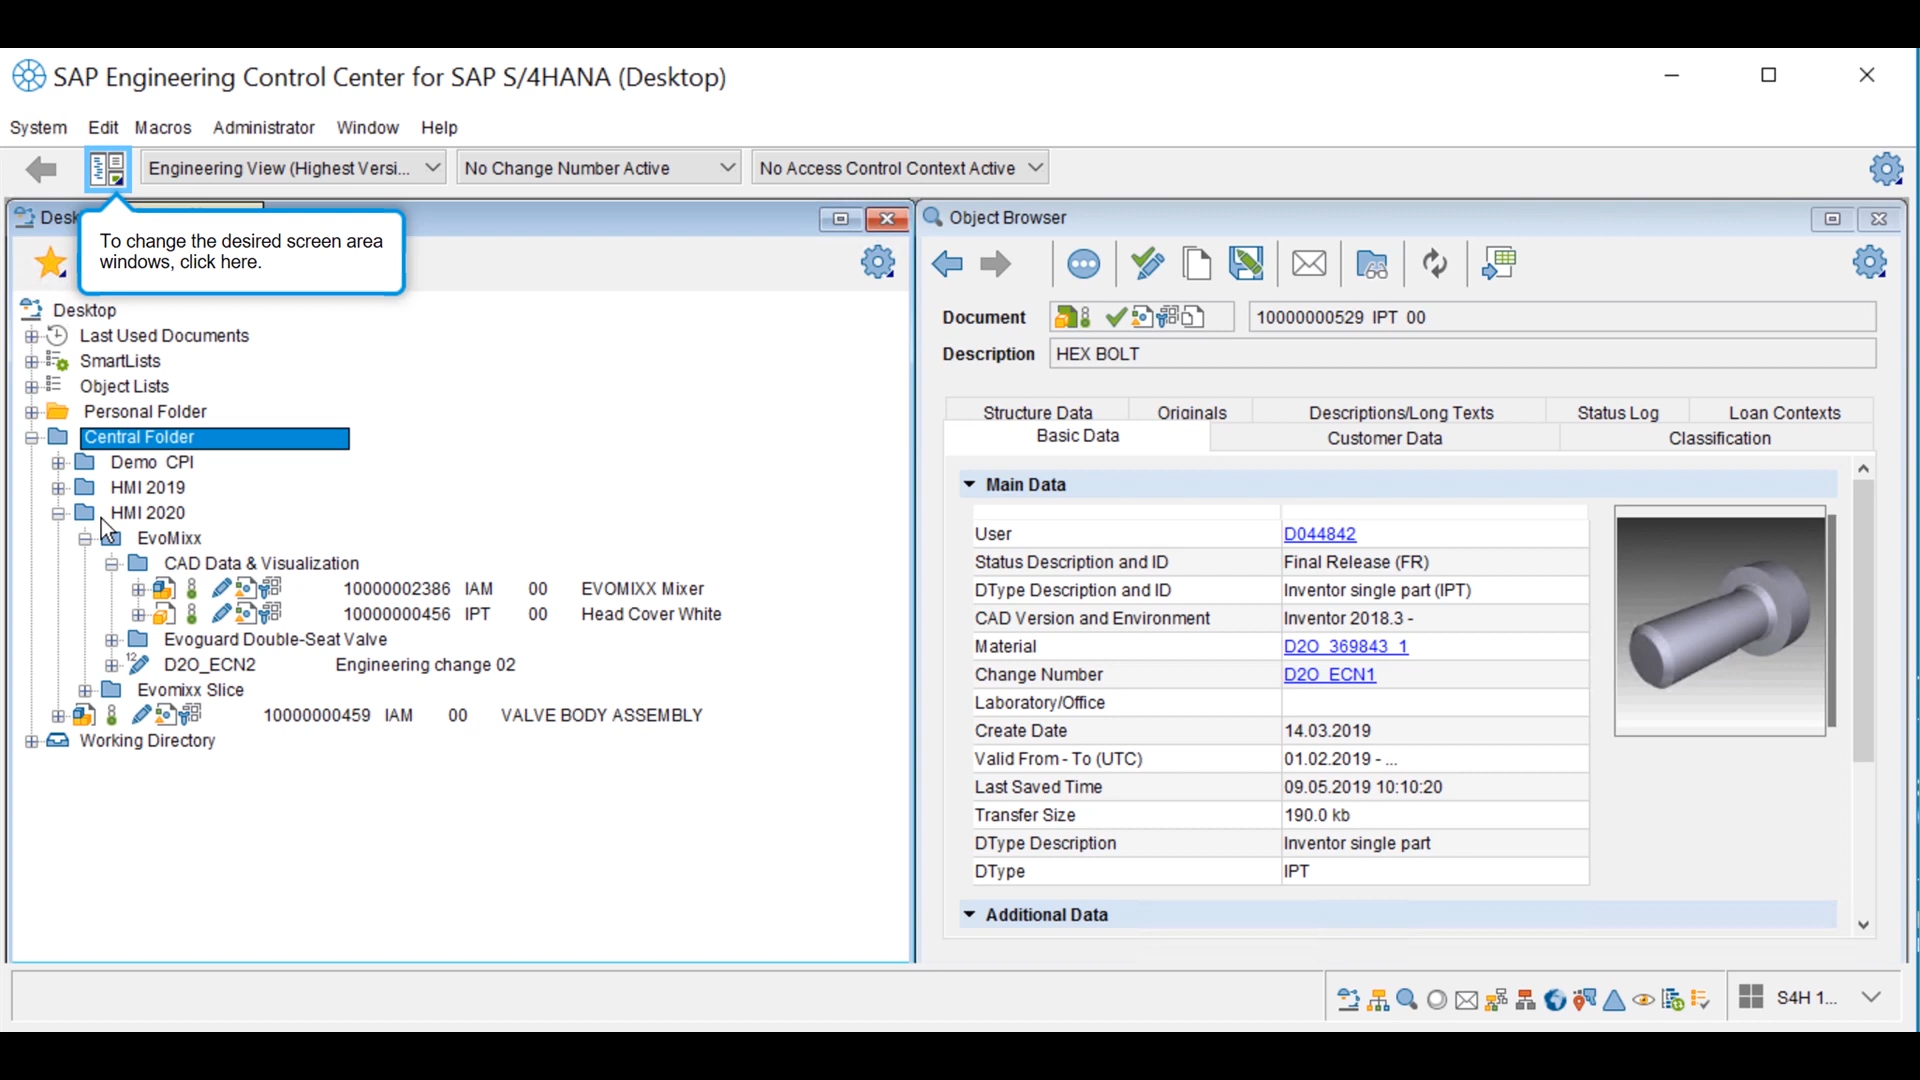 SAP Engineering Control Center for SAP S/4HANA (Desktop)
System Edit Macros Administrator Window Help
Engineering View (Highest Versi... No Change Number Active No Access Control Context Active
Desk
To change the desired screen area
windows, click here.
Desktop
Last Used Documents
SmartLists
Object Lists
Personal Folder
Central Folder
Demo CPI
HMI 2019
HMI 2020
EvoMixx
CAD Data & Visualization
10000002386 IAM 00 EVOMIXX Mixer
10000000456 IPT 00 Head Cover White
Evoguard Double-Seat Valve
12 D2O_ECN2 Engineering change 02
Evomixx Slice
10000000459 IAM 00 VALVE BODY ASSEMBLY
Working Directory
Object Browser
Document 10000000529 IPT 00
Description HEX BOLT
Structure Data Originals Descriptions/Long Texts Status Log Loan Contexts
Basic Data Customer Data Classification
Main Data
User D044842
Status Description and ID Final Release (FR)
DType Description and ID Inventor single part (IPT)
CAD Version and Environment Inventor 2018.3 -
Material D2O_369843_1
Change Number D2O_ECN1
Laboratory/Office
Create Date 14.03.2019
Valid From - To (UTC) 01.02.2019 - ...
Last Saved Time 09.05.2019 10:10:20
Transfer Size 190.0 kb
DType Description Inventor single part
DType IPT
Additional Data
S4H 1...